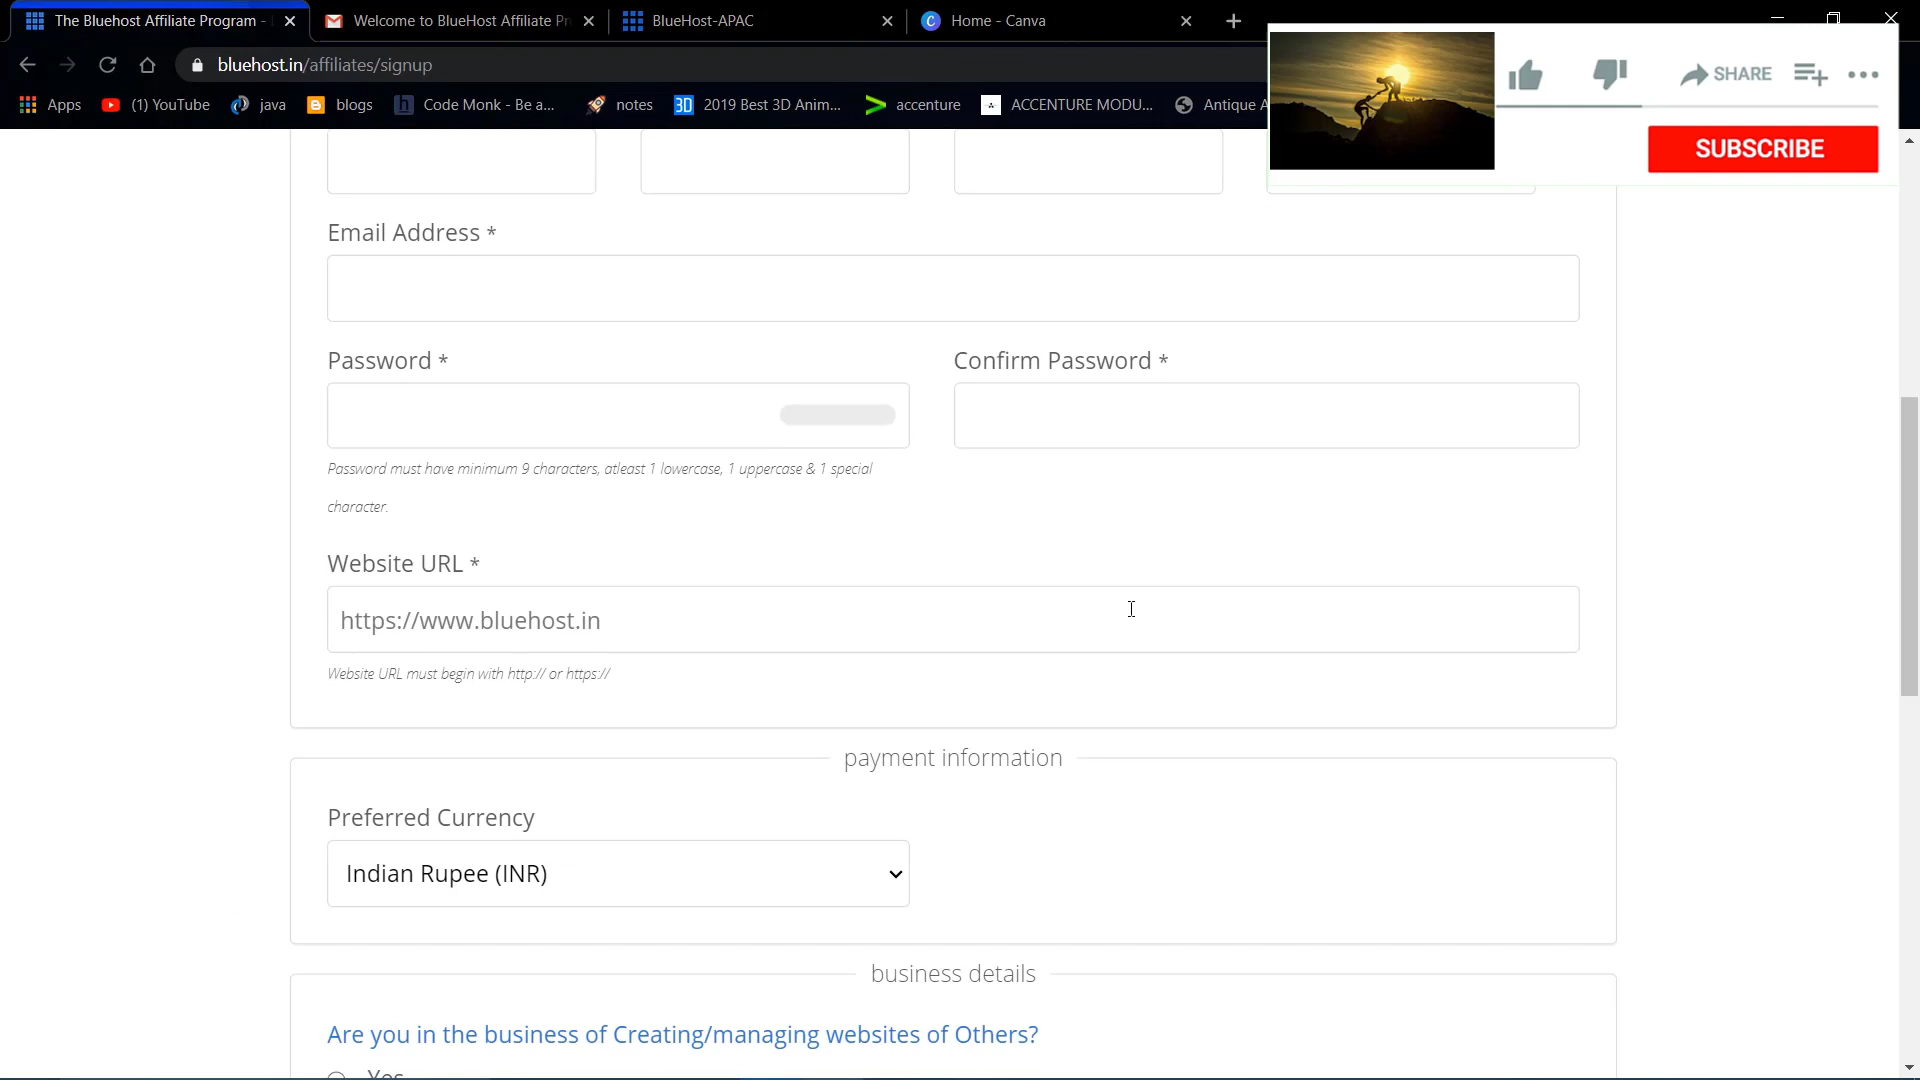 The Bluehost Affiliate Program -
Welcome to BlueHost Affiliate Pr
BlueHost-APAC
Home - Canva
bluehost.in/affiliates/signup
Apps
(1) YouTube
java
blogs
Code Monk - Be a...
notes
2019 Best 3D Anim...
accenture
ACCENTURE MODU...
Antique A
SHARE
SUBSCRIBE
Email Address *
Password *
Confirm Password *
Password must have minimum 9 characters, atleast 1 lowercase, 1 uppercase & 1 special
character.
Website URL *
https://www.bluehost.in
Website URL must begin with http:// or https://
payment information
Preferred Currency
Indian Rupee (INR)
business details
Are you in the business of Creating/managing websites of Others?
Yes